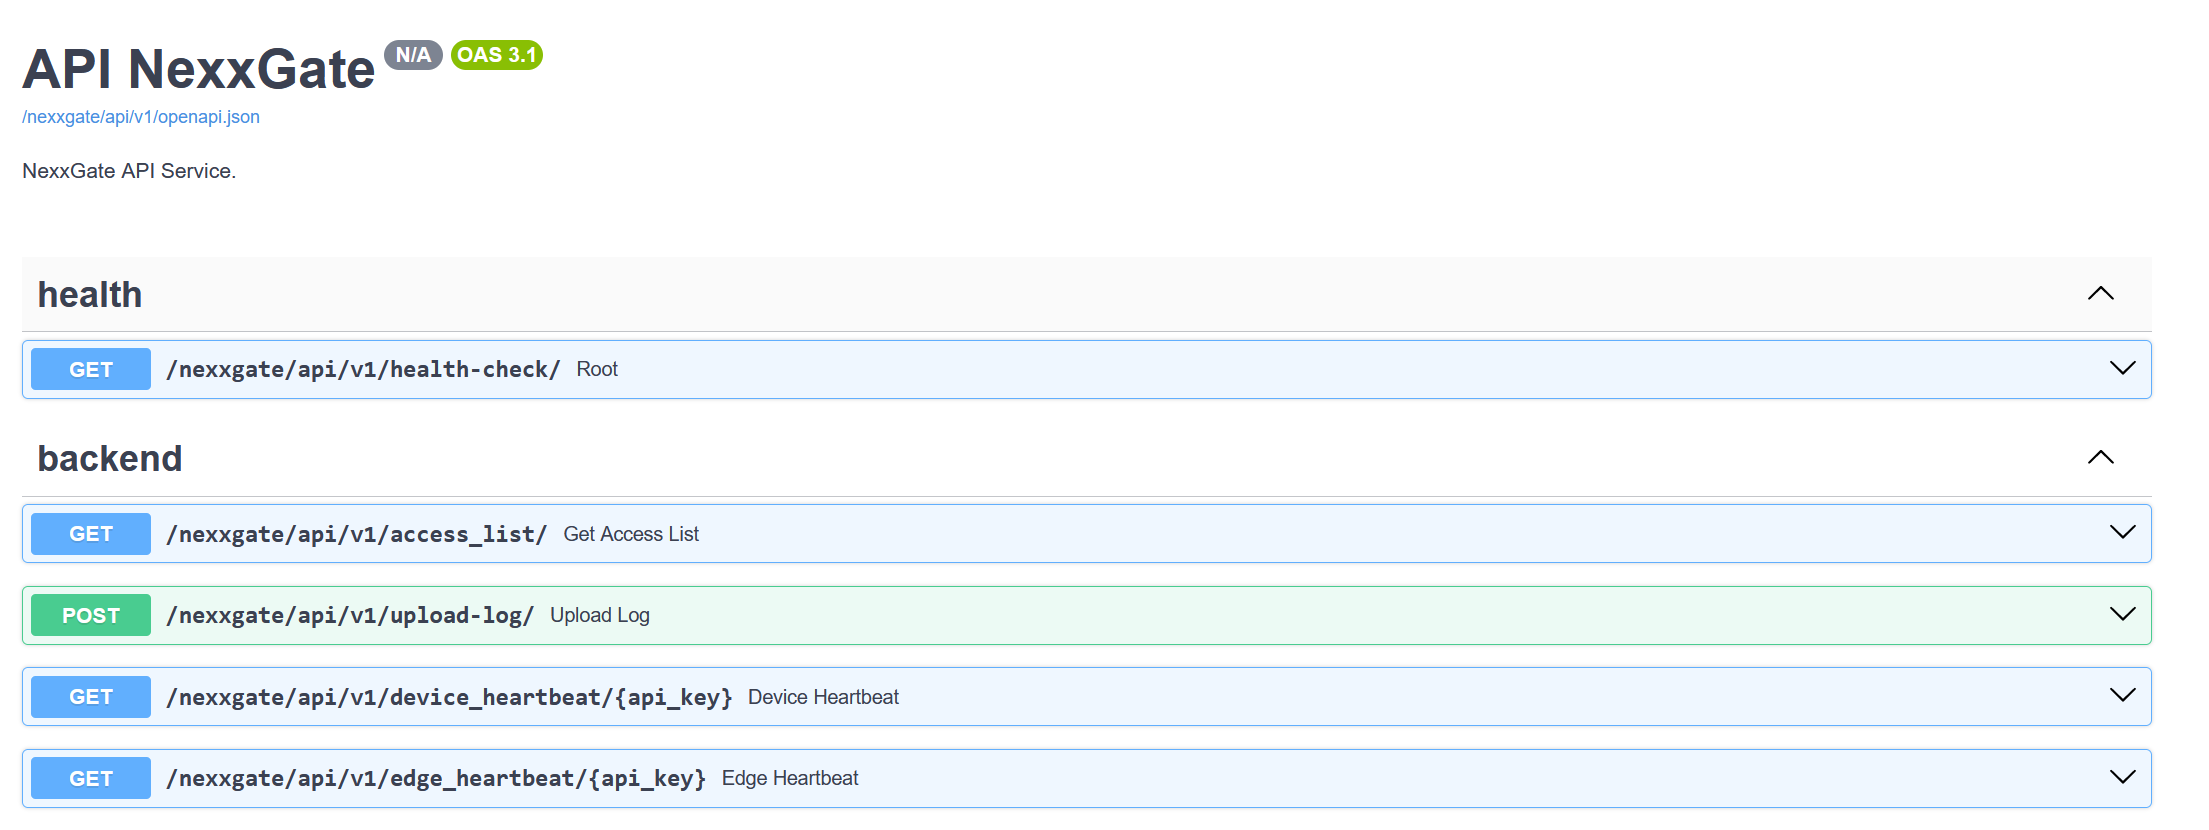 API NexxGate N/A OAS 3.1
/nexxgate/api/v1/openapi.json
NexxGate API Service.
health
GET /nexxgate/api/v1/health-check/ Root
backend
GET /nexxgate/api/v1/access_list/ Get Access List
POST /nexxgate/api/v1/upload-log/ Upload Log
GET /nexxgate/api/v1/device_heartbeat/{api_key} Device Heartbeat
GET /nexxgate/api/v1/edge_heartbeat/{api_key} Edge Heartbeat